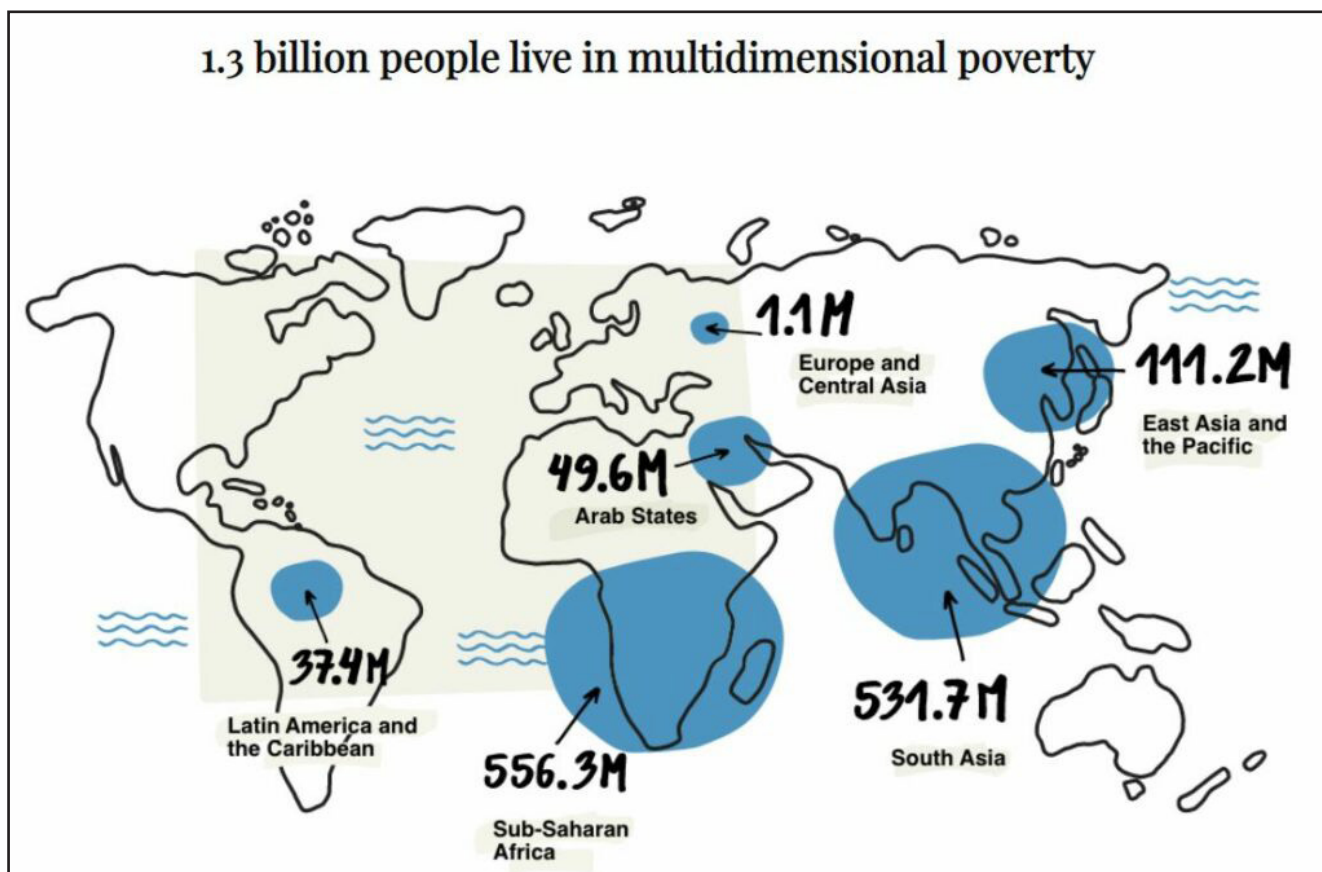 1.3 billion people live in multidimensional poverty
1.1M
Europe and
Central Asia
111.2M
East Asia and
the Pacific
49.6M
Arab States
37.4M
Latin America and
the Caribbean
531.7M
South Asia
556.3M
Sub-Saharan
Africa